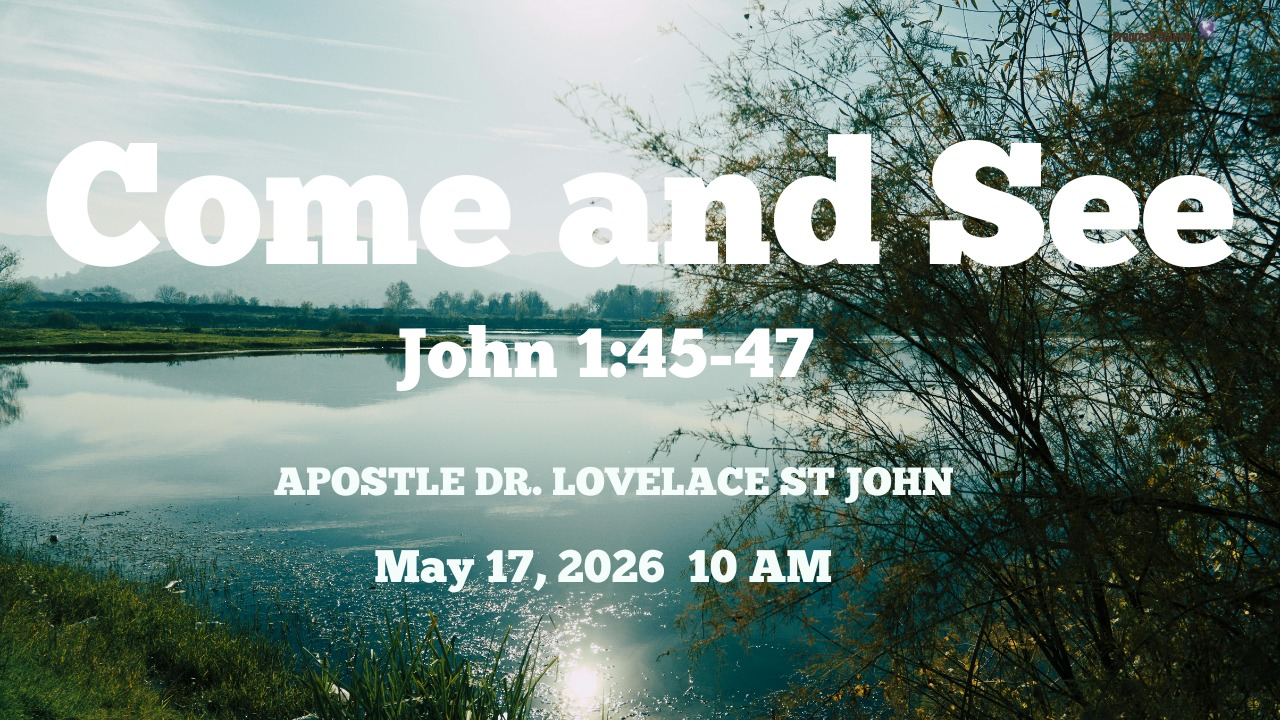 Come and See
John 1:45-47
APOSTLE DR. LOVELACE ST JOHN
May 17, 2026 10 AM